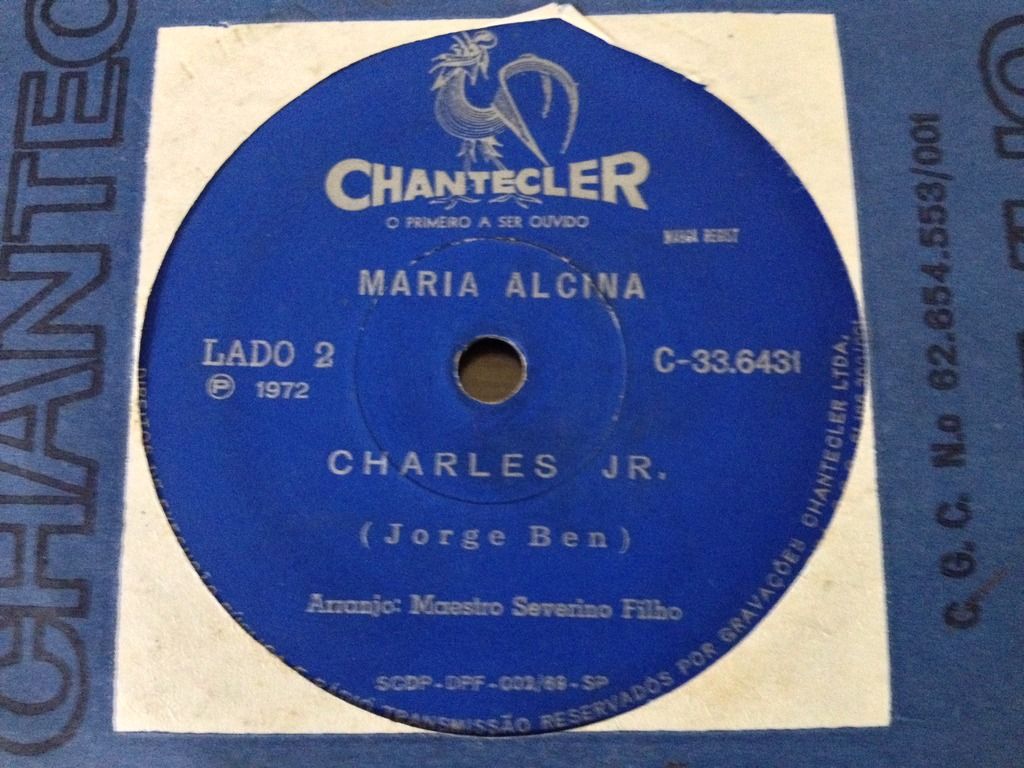 CHANTEC
CHANTECLER
O PRIMEIRO A SER OUVIDO
MARIA ALCINA
LADO 2
℗ 1972
C-33.6431
CHARLES JR.
(Jorge Ben)
Arranjo: Maestro Severino Filho
SCDP-DPF-002/69-SP
TRANSMISSÃO RESERVADOS POR GRAVAÇÕES CHANTECLER LTDA.
C. G. C. N.o 62.654.553/001